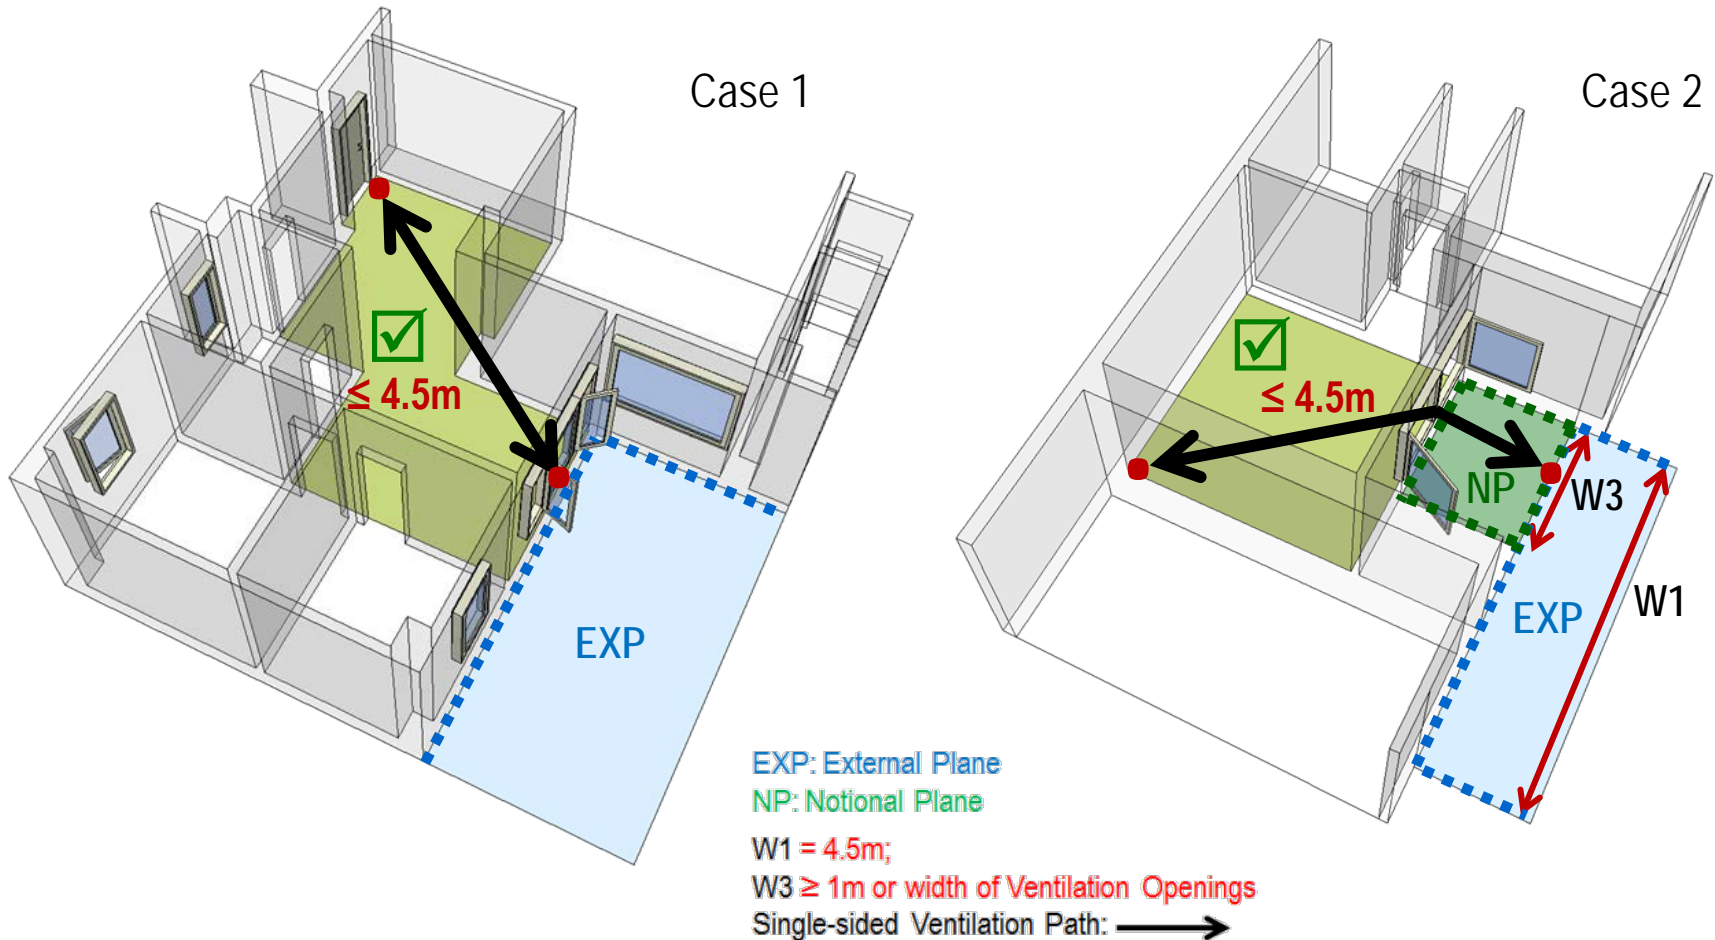 Case 1
Case 2
≤ 4.5m
≤ 4.5m
NP
W3
EXP
EXP
W1
EXP: External Plane
NP: Notional Plane
W1 = 4.5m;
W3 ≥ 1m or width of Ventilation Openings
Single-sided Ventilation Path: